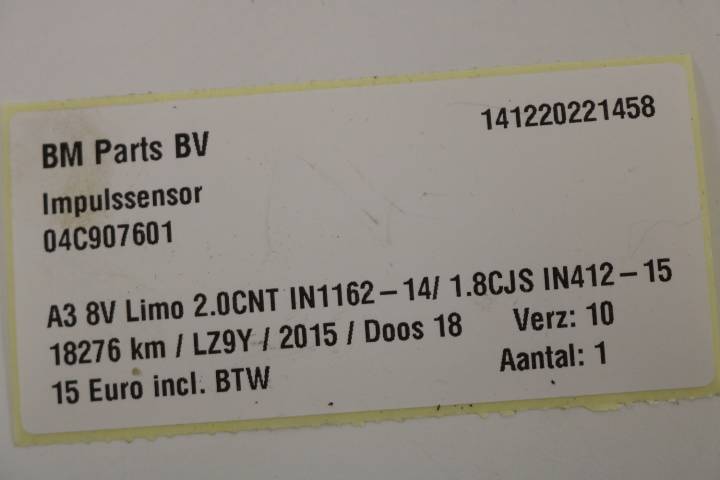 BM Parts BV 141220221458
Impulssensor
04C907601
A3 8V Limo 2.0CNT IN1162-14/ 1.8CJS IN412-15
18276 km / LZ9Y / 2015 / Doos 18 Verz: 10
15 Euro incl. BTW Aantal: 1